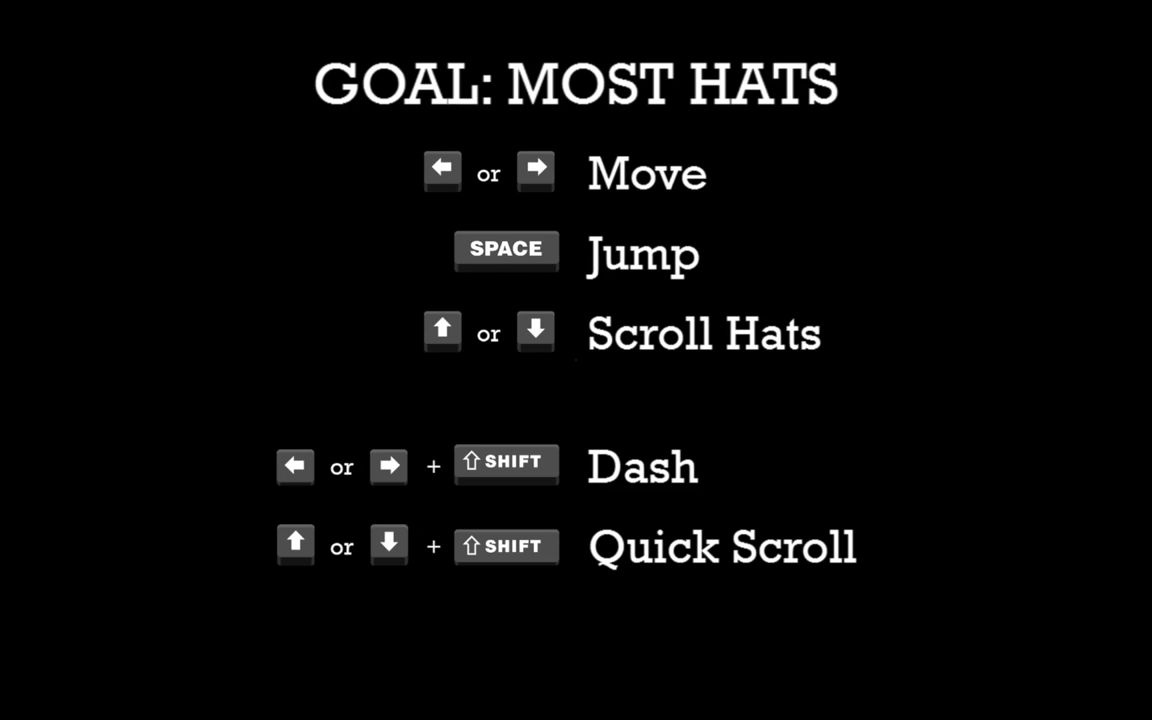 GOAL: MOST HATS
or Move
SPACE Jump
or Scroll Hats
or + SHIFT Dash
or + SHIFT Quick Scroll